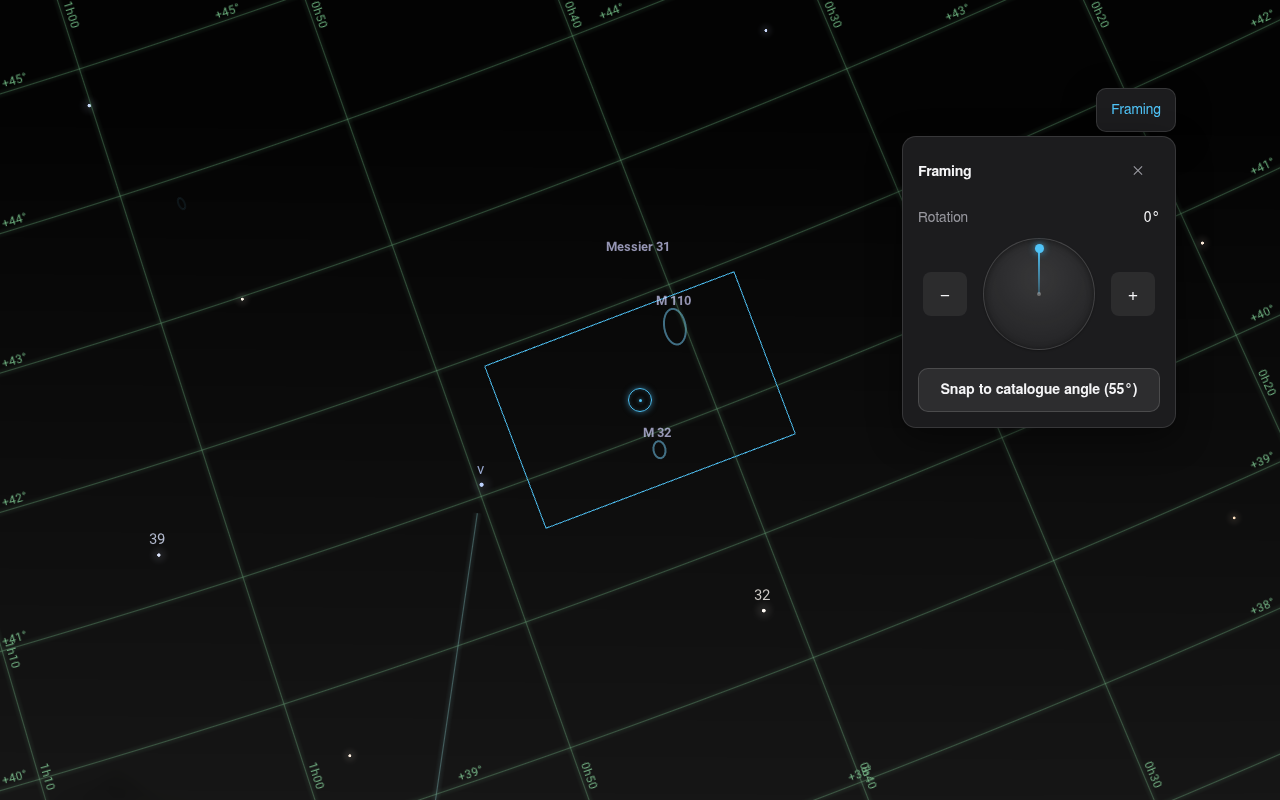 1h00
+45°
0h50
0h40
+44°
0h30
+43°
0h20
+42°
+45°
Framing
+41°
Framing ×
Rotation 0°
+44°
Messier 31
M 110
− +
+40°
+43°
Snap to catalogue angle (55°)
0h20
M 32
ν
+39°
+42°
39
32
+38°
+41°
1h10
+40°
1h10
1h00
+39°
0h50
0h40
0h30